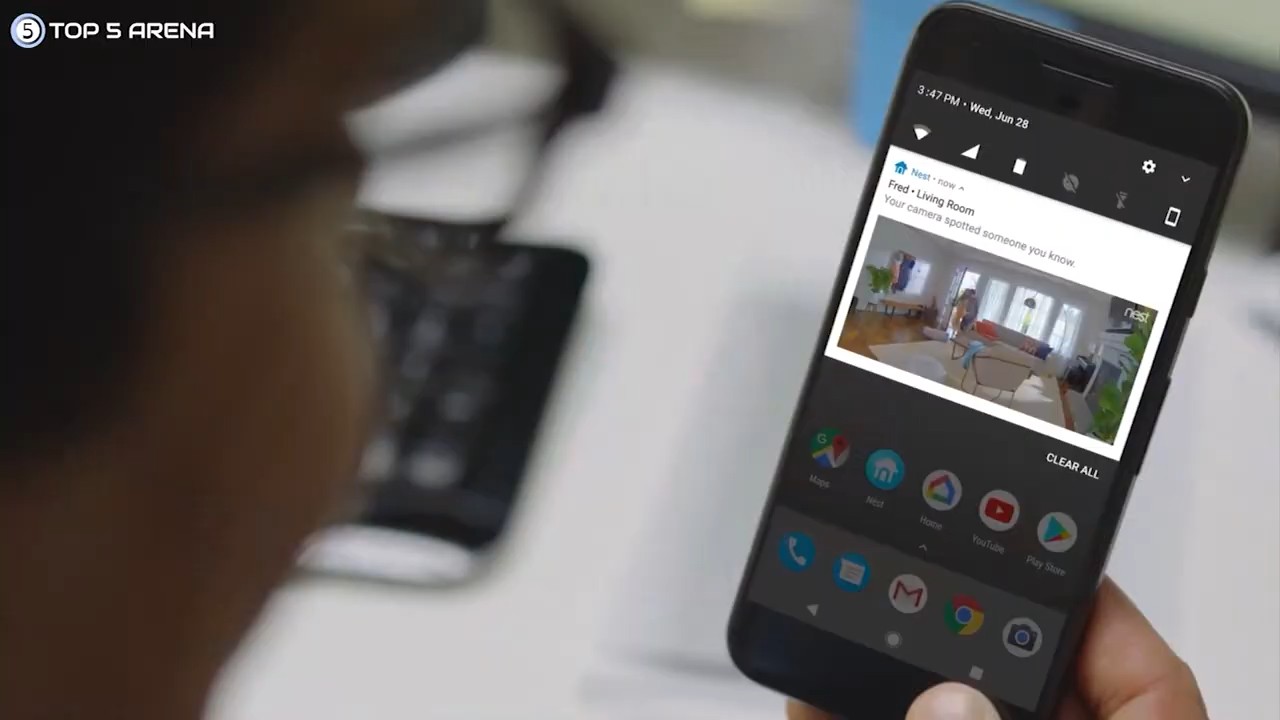 5 TOP 5 ARENA
3:47 PM • Wed, Jun 28
Nest • now
Fred • Living Room
Your camera spotted someone you know.
nest
CLEAR ALL
Maps
Nest
Home
YouTube
Play Store